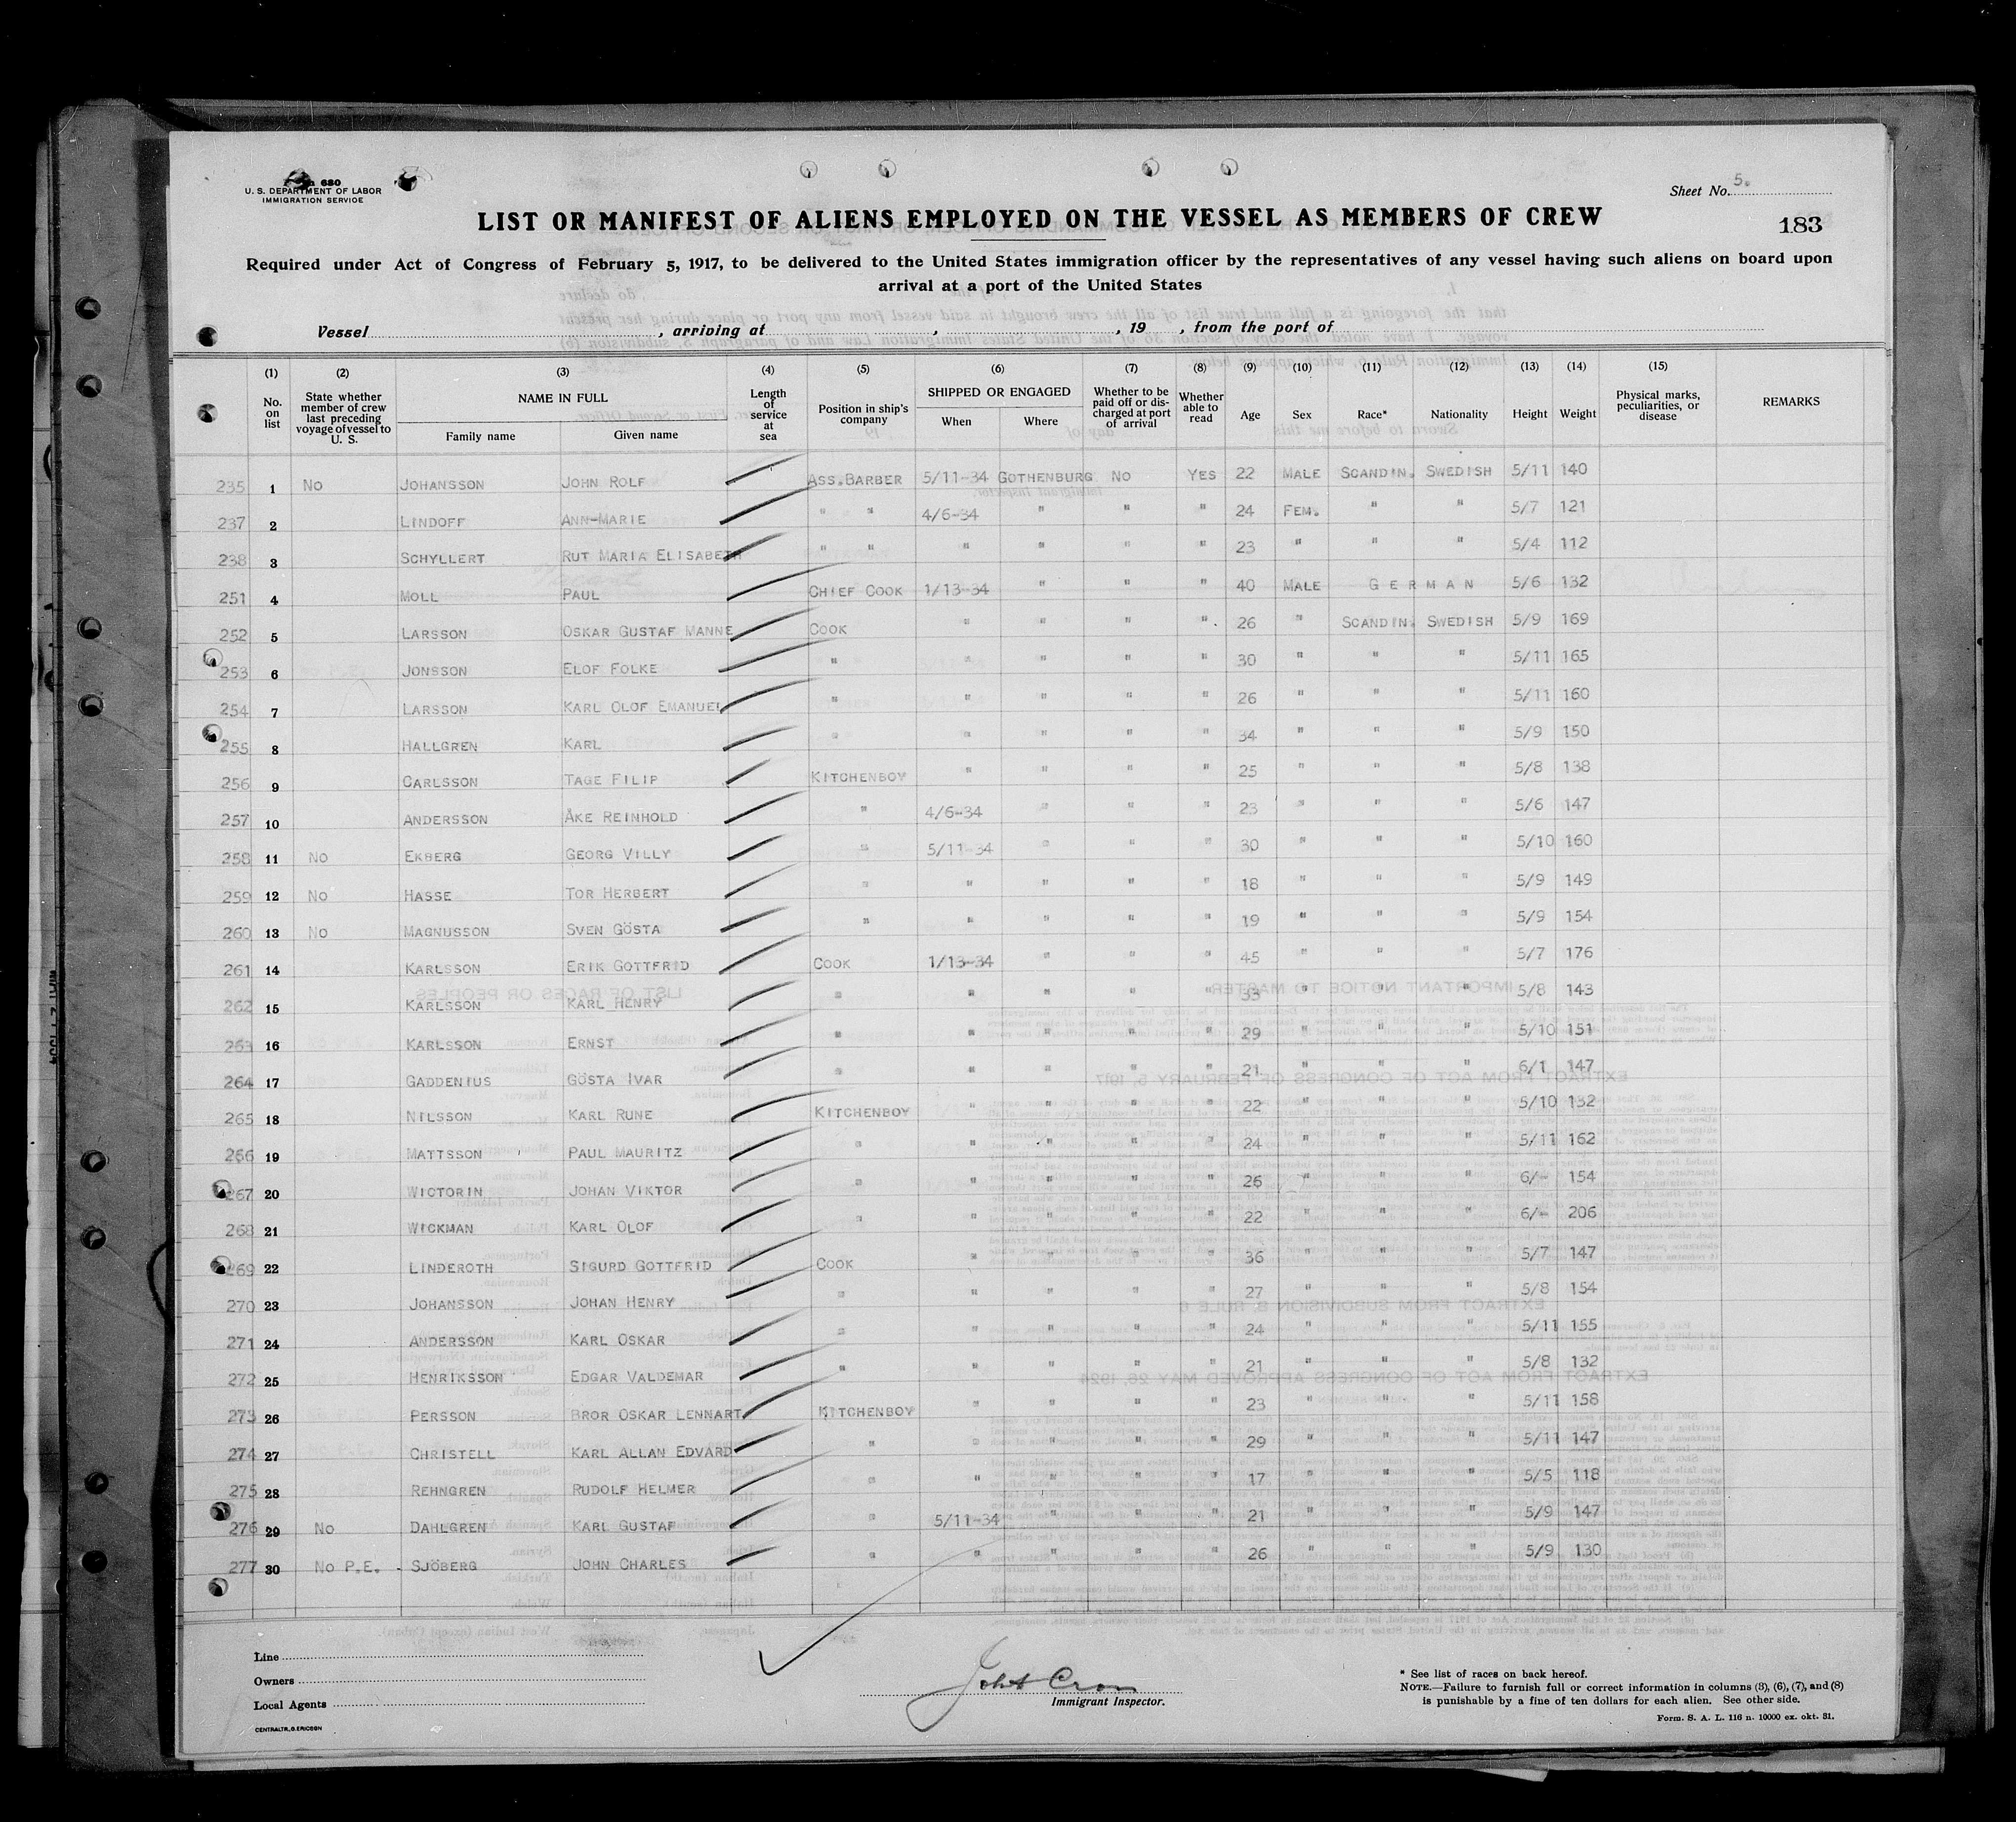 Form 680
U. S. DEPARTMENT OF LABOR
IMMIGRATION SERVICE
Sheet No. 5.
LIST OR MANIFEST OF ALIENS EMPLOYED ON THE VESSEL AS MEMBERS OF CREW
183
Required under Act of Congress of February 5, 1917, to be delivered to the United States immigration officer by the representatives of any vessel having such aliens on board upon
arrival at a port of the United States
Vessel , arriving at , , 19 , from the port of
(1) No. on list (2) State whether member of crew last preceding voyage of vessel to U. S. (3) NAME IN FULL Family name Given name (4) Length of service at sea (5) Position in ship's company (6) SHIPPED OR ENGAGED When Where (7) Whether to be paid off or discharged at port of arrival (8) Whether able to read (9) Age (10) Sex (11) Race* (12) Nationality (13) Height (14) Weight (15) Physical marks, peculiarities, or disease REMARKS
235 1 No JOHANSSON JOHN ROLF ASS.BARBER 5/11-34 GOTHENBURG NO YES 22 MALE SCANDIN. SWEDISH 5/11 140
237 2 LINDOFF ANN-MARIE " " 4/6-34 " " " 24 FEM. " " 5/7 121
238 3 SCHYLLERT RUT MARIA ELISABETH " " " " " " 23 " " " 5/4 112
251 4 MOLL PAUL CHIEF COOK 1/13-34 " " " 40 MALE GERMAN 5/6 132
252 5 LARSSON OSKAR GUSTAF MANNE COOK " " " " 26 " SCANDIN. SWEDISH 5/9 169
253 6 JONSSON ELOF FOLKE " " " " " 30 " " " 5/11 165
254 7 LARSSON KARL OLOF EMANUEL " " " " " 26 " " " 5/11 160
255 8 HALLGREN KARL " " " " " 34 " " " 5/9 150
256 9 CARLSSON TAGE FILIP KITCHENBOY " " " " 25 " " " 5/8 138
257 10 ANDERSSON ÅKE REINHOLD " 4/6-34 " " " 23 " " " 5/6 147
258 11 No EKBERG GEORG VILLY " 5/11-34 " " " 30 " " " 5/10 160
259 12 No HASSE TOR HERBERT " " " " " 18 " " " 5/9 149
260 13 No MAGNUSSON SVEN GÖSTA " " " " " 19 " " " 5/9 154
261 14 KARLSSON ERIK GOTTFRID COOK 1/13-34 " " " 45 " " " 5/7 176
262 15 KARLSSON KARL HENRY " " " " " 33 " " " 5/8 143
263 16 KARLSSON ERNST " " " " " 29 " " " 5/10 151
264 17 GADDENIUS GÖSTA IVAR " " " " " 21 " " " 6/1 147
265 18 NILSSON KARL RUNE KITCHENBOY " " " " 22 " " " 5/10 132
266 19 MATTSSON PAUL MAURITZ " " " " " 24 " " " 5/11 162
267 20 WICTORIN JOHAN VIKTOR " " " " " 26 " " " 6/- 154
268 21 WICKMAN KARL OLOF " " " " " 22 " " " 6/- 206
269 22 LINDEROTH SIGURD GOTTFRID COOK " " " " 36 " " " 5/7 147
270 23 JOHANSSON JOHAN HENRY " " " " " 27 " " " 5/8 154
271 24 ANDERSSON KARL OSKAR " " " " " 24 " " " 5/11 155
272 25 HENRIKSSON EDGAR VALDEMAR " " " " " 21 " " " 5/8 132
273 26 PERSSON BROR OSKAR LENNART KITCHENBOY " " " " 23 " " " 5/11 158
274 27 CHRISTELL KARL ALLAN EDVARD " " " " " 29 " " " 5/11 147
275 28 REHNGREN RUDOLF HELMER " " " " " 17 " " " 5/5 118
276 29 No DAHLGREN KARL GUSTAF " 5/11-34 " " " 21 " " " 5/9 147
277 30 No P.E. SJÖBERG JOHN CHARLES " " " " " 26 " " " 5/9 130
Line
Owners
Local Agents
CENTRALTR., G. ERICSON
Immigrant Inspector.
* See list of races on back hereof.
NOTE.—Failure to furnish full or correct information in columns (3), (6), (7), and (8)
is punishable by a fine of ten dollars for each alien. See other side.
Form. S. A. L. 116 n. 10000 ex. okt. 31.